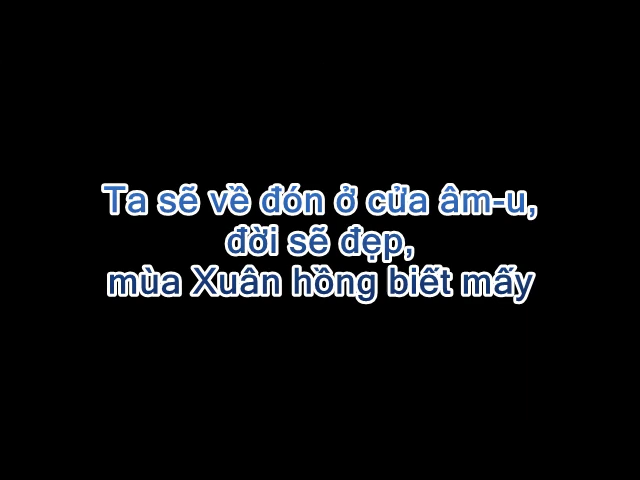 Ta sẽ về đón ở cửa âm-u,
đời sẽ đẹp,
mùa Xuân hồng biết mấy